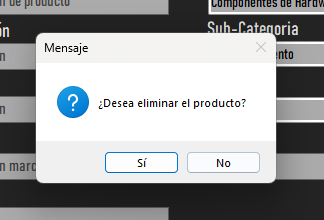 de producto
Componentes de Hardw
Sub-Categoria
Mensaje
¿Desea eliminar el producto?
Sí
No